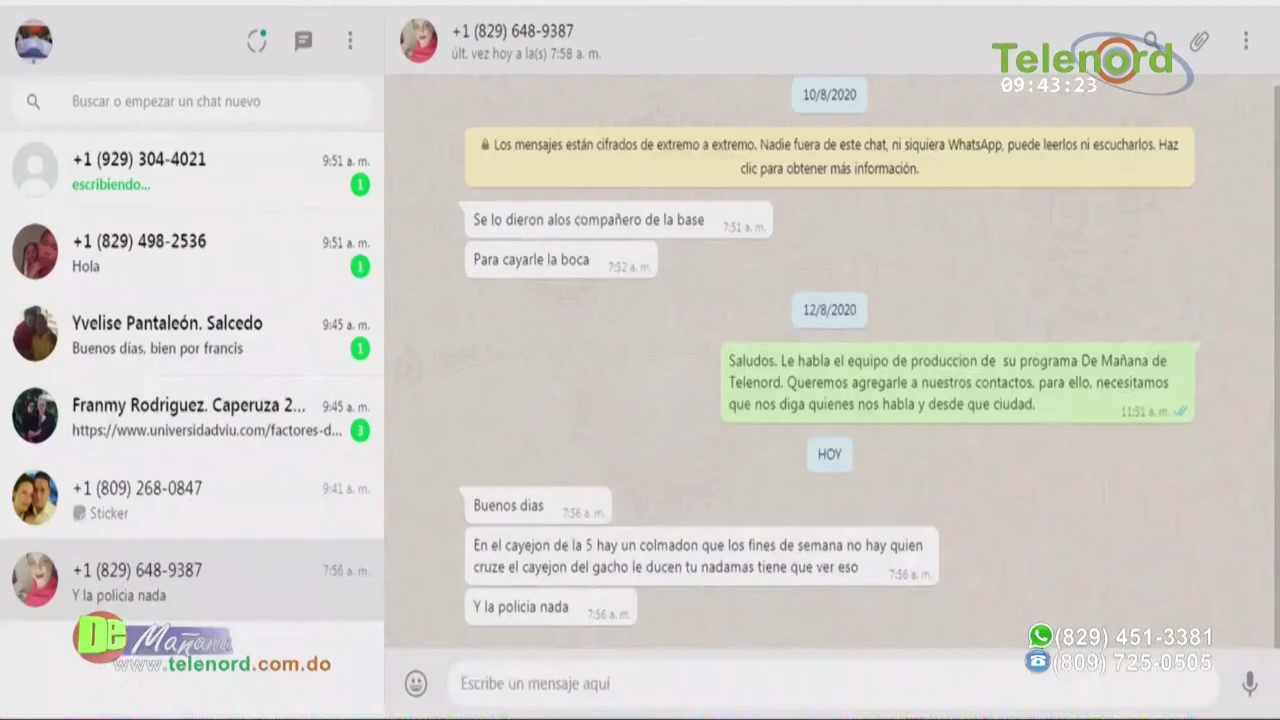 +1 (829) 648-9387
últ. vez hoy a la(s) 7:58 a. m.
Telenord
09:43:23
Buscar o empezar un chat nuevo
+1 (929) 304-4021
9:51 a. m.
escribiendo...
1
+1 (829) 498-2536
9:51 a. m.
Hola
1
Yvelise Pantaleón. Salcedo
9:45 a. m.
Buenos días, bien por francis
1
Franmy Rodriguez. Caperuza 2...
9:45 a. m.
https://www.universidadviu.com/factores-d...
3
+1 (809) 268-0847
9:41 a. m.
Sticker
+1 (829) 648-9387
7:56 a. m.
Y la policia nada
De Mañana
www.telenord.com.do
10/8/2020
Los mensajes están cifrados de extremo a extremo. Nadie fuera de este chat, ni siquiera WhatsApp, puede leerlos ni escucharlos. Haz
clic para obtener más información.
Se lo dieron alos compañero de la base
7:51 a. m.
Para cayarle la boca
7:52 a. m.
12/8/2020
Saludos. Le habla el equipo de produccion de su programa De Mañana de
Telenord. Queremos agregarle a nuestros contactos, para ello, necesitamos
que nos diga quienes nos habla y desde que ciudad.
11:51 a. m.
HOY
Buenos dias
7:56 a. m.
En el cayejon de la 5 hay un colmadon que los fines de semana no hay quien
cruze el cayejon del gacho le ducen tu nadamas tiene que ver eso
7:56 a. m.
Y la policia nada
7:56 a. m.
(829) 451-3381
(809) 725-0505
Escribe un mensaje aquí